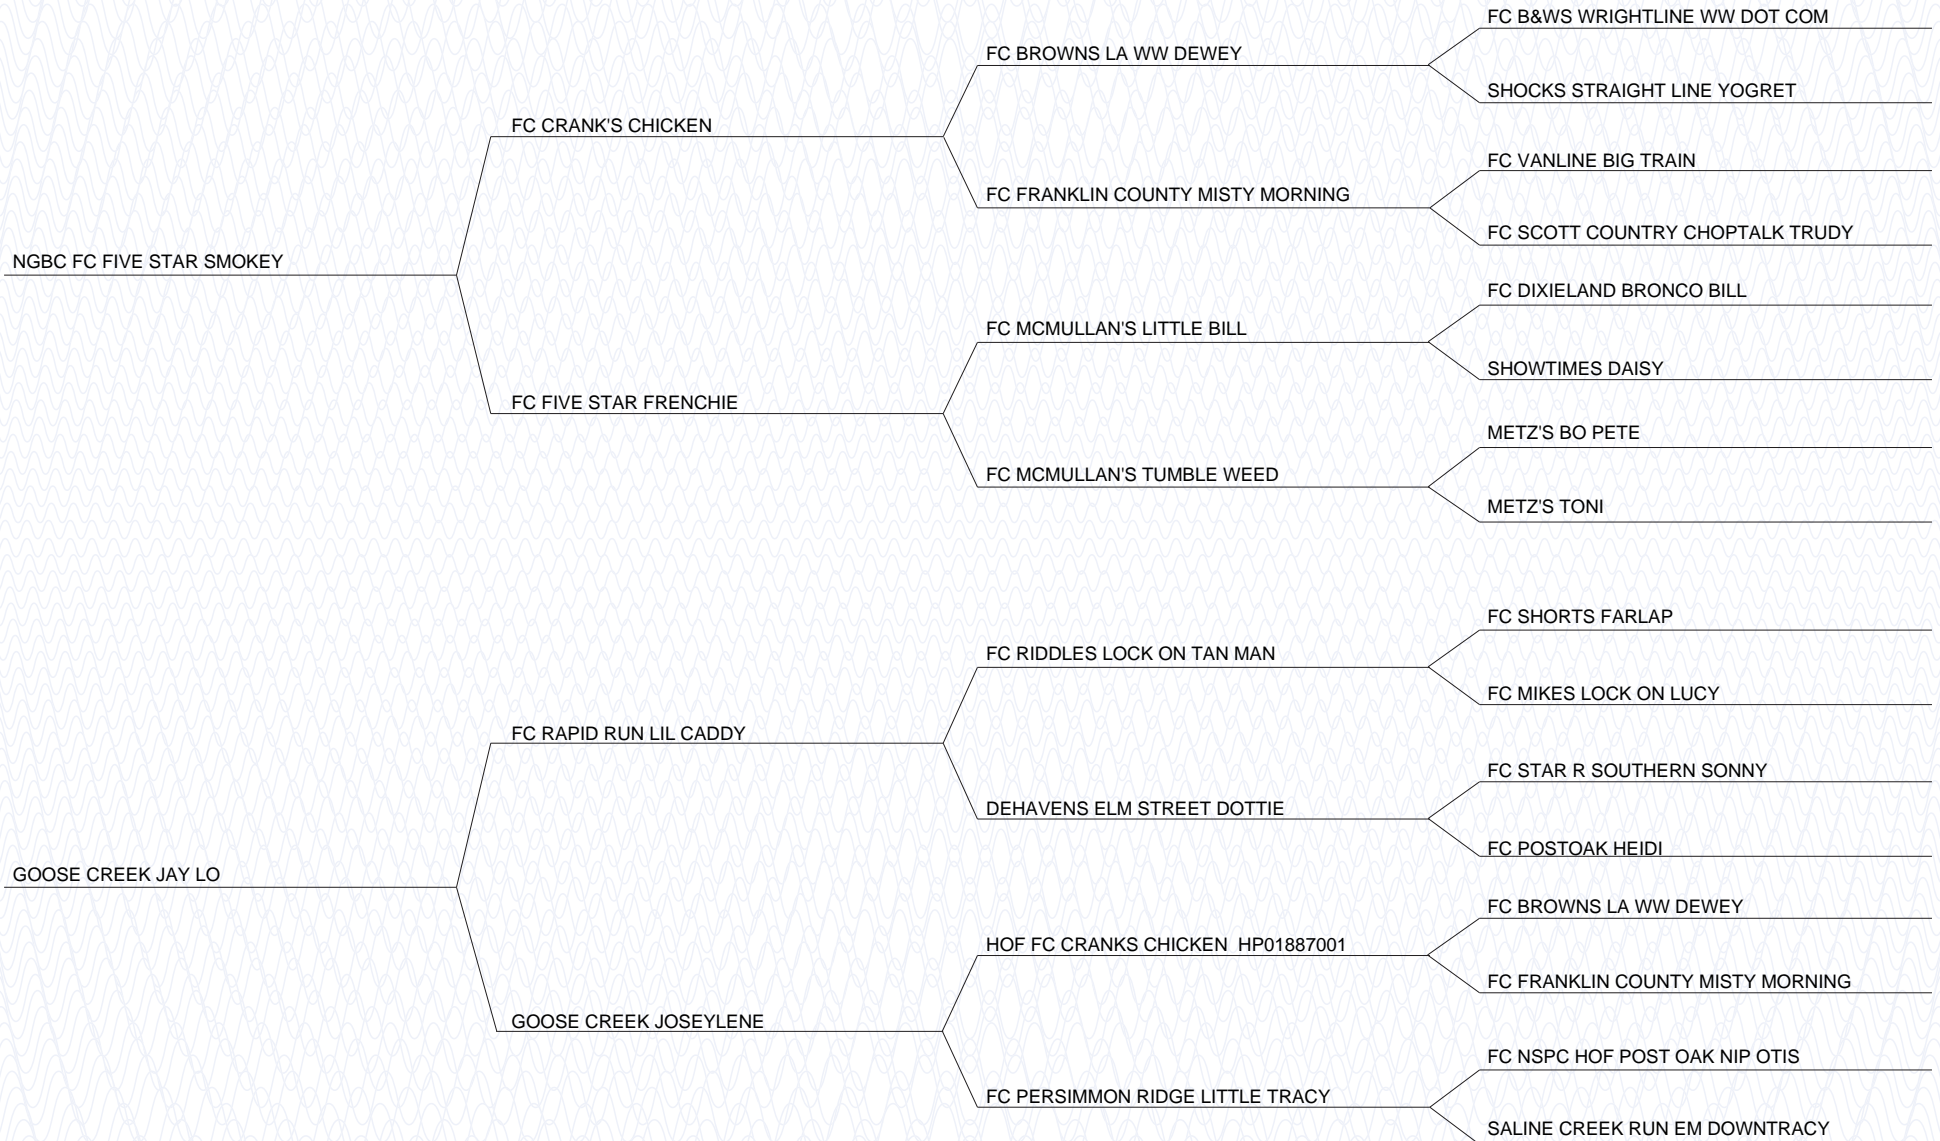 FC B&WS WRIGHTLINE WW DOT COM
FC BROWNS LA WW DEWEY
SHOCKS STRAIGHT LINE YOGRET
FC CRANK'S CHICKEN
FC VANLINE BIG TRAIN
FC FRANKLIN COUNTY MISTY MORNING
FC SCOTT COUNTRY CHOPTALK TRUDY
NGBC FC FIVE STAR SMOKEY
FC DIXIELAND BRONCO BILL
FC MCMULLAN'S LITTLE BILL
SHOWTIMES DAISY
FC FIVE STAR FRENCHIE
METZ'S BO PETE
FC MCMULLAN'S TUMBLE WEED
METZ'S TONI
FC SHORTS FARLAP
FC RIDDLES LOCK ON TAN MAN
FC MIKES LOCK ON LUCY
FC RAPID RUN LIL CADDY
FC STAR R SOUTHERN SONNY
DEHAVENS ELM STREET DOTTIE
FC POSTOAK HEIDI
GOOSE CREEK JAY LO
FC BROWNS LA WW DEWEY
HOF FC CRANKS CHICKEN  HP01887001
FC FRANKLIN COUNTY MISTY MORNING
GOOSE CREEK JOSEYLENE
FC NSPC HOF POST OAK NIP OTIS
FC PERSIMMON RIDGE LITTLE TRACY
SALINE CREEK RUN EM DOWNTRACY